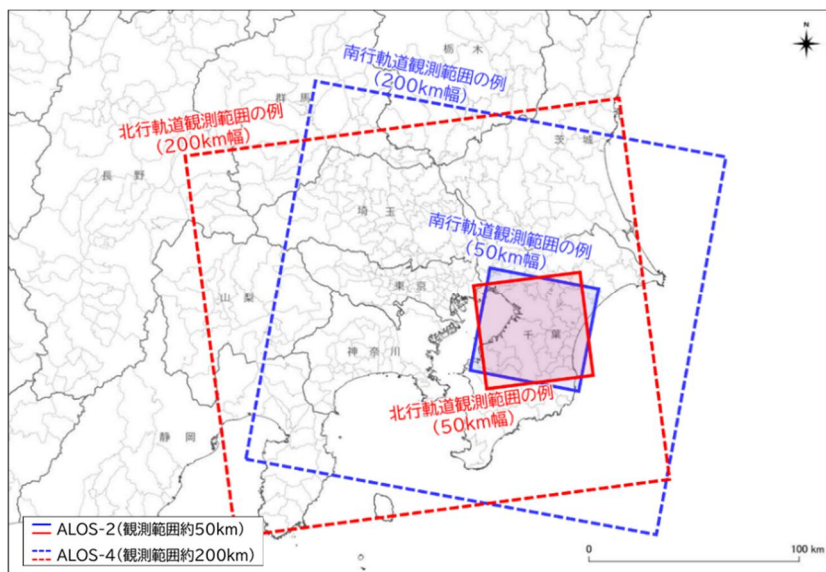 N
栃木
南行軌道観測範囲の例
(200km幅)
群馬
北行軌道観測範囲の例
(200km幅)
茨城
長野
埼玉
南行軌道観測範囲の例
(50km幅)
東京
山梨
千葉
神奈川
北行軌道観測範囲の例
(50km幅)
静岡
ALOS-2(観測範囲約50km)
ALOS-4(観測範囲約200km)
0 100 km